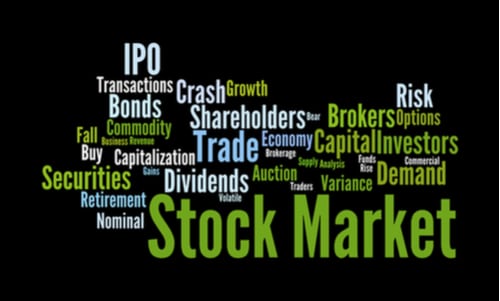 IPO
Transactions Crash Growth
Bonds Shareholders Bear Risk
Commodity Brokers Options
Fall Business Revenue Trade Economy Capital Investors
Buy Capitalization Brokerage Funds Commercial
Supply Analysis Rise
Securities Gains Dividends Auction Traders Variance Demand
Retirement Volatile
Nominal Stock Market